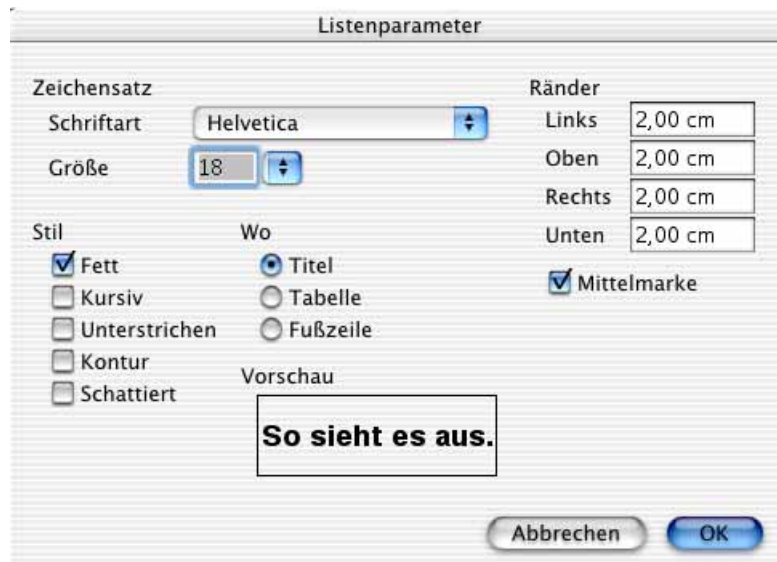 Listenparameter
Zeichensatz
Schriftart Helvetica
Größe 18
Ränder
Links 2,00 cm
Oben 2,00 cm
Rechts 2,00 cm
Unten 2,00 cm
Mittelmarke
Stil
Fett
Kursiv
Unterstrichen
Kontur
Schattiert
Wo
Titel
Tabelle
Fußzeile
Vorschau
So sieht es aus.
Abbrechen OK